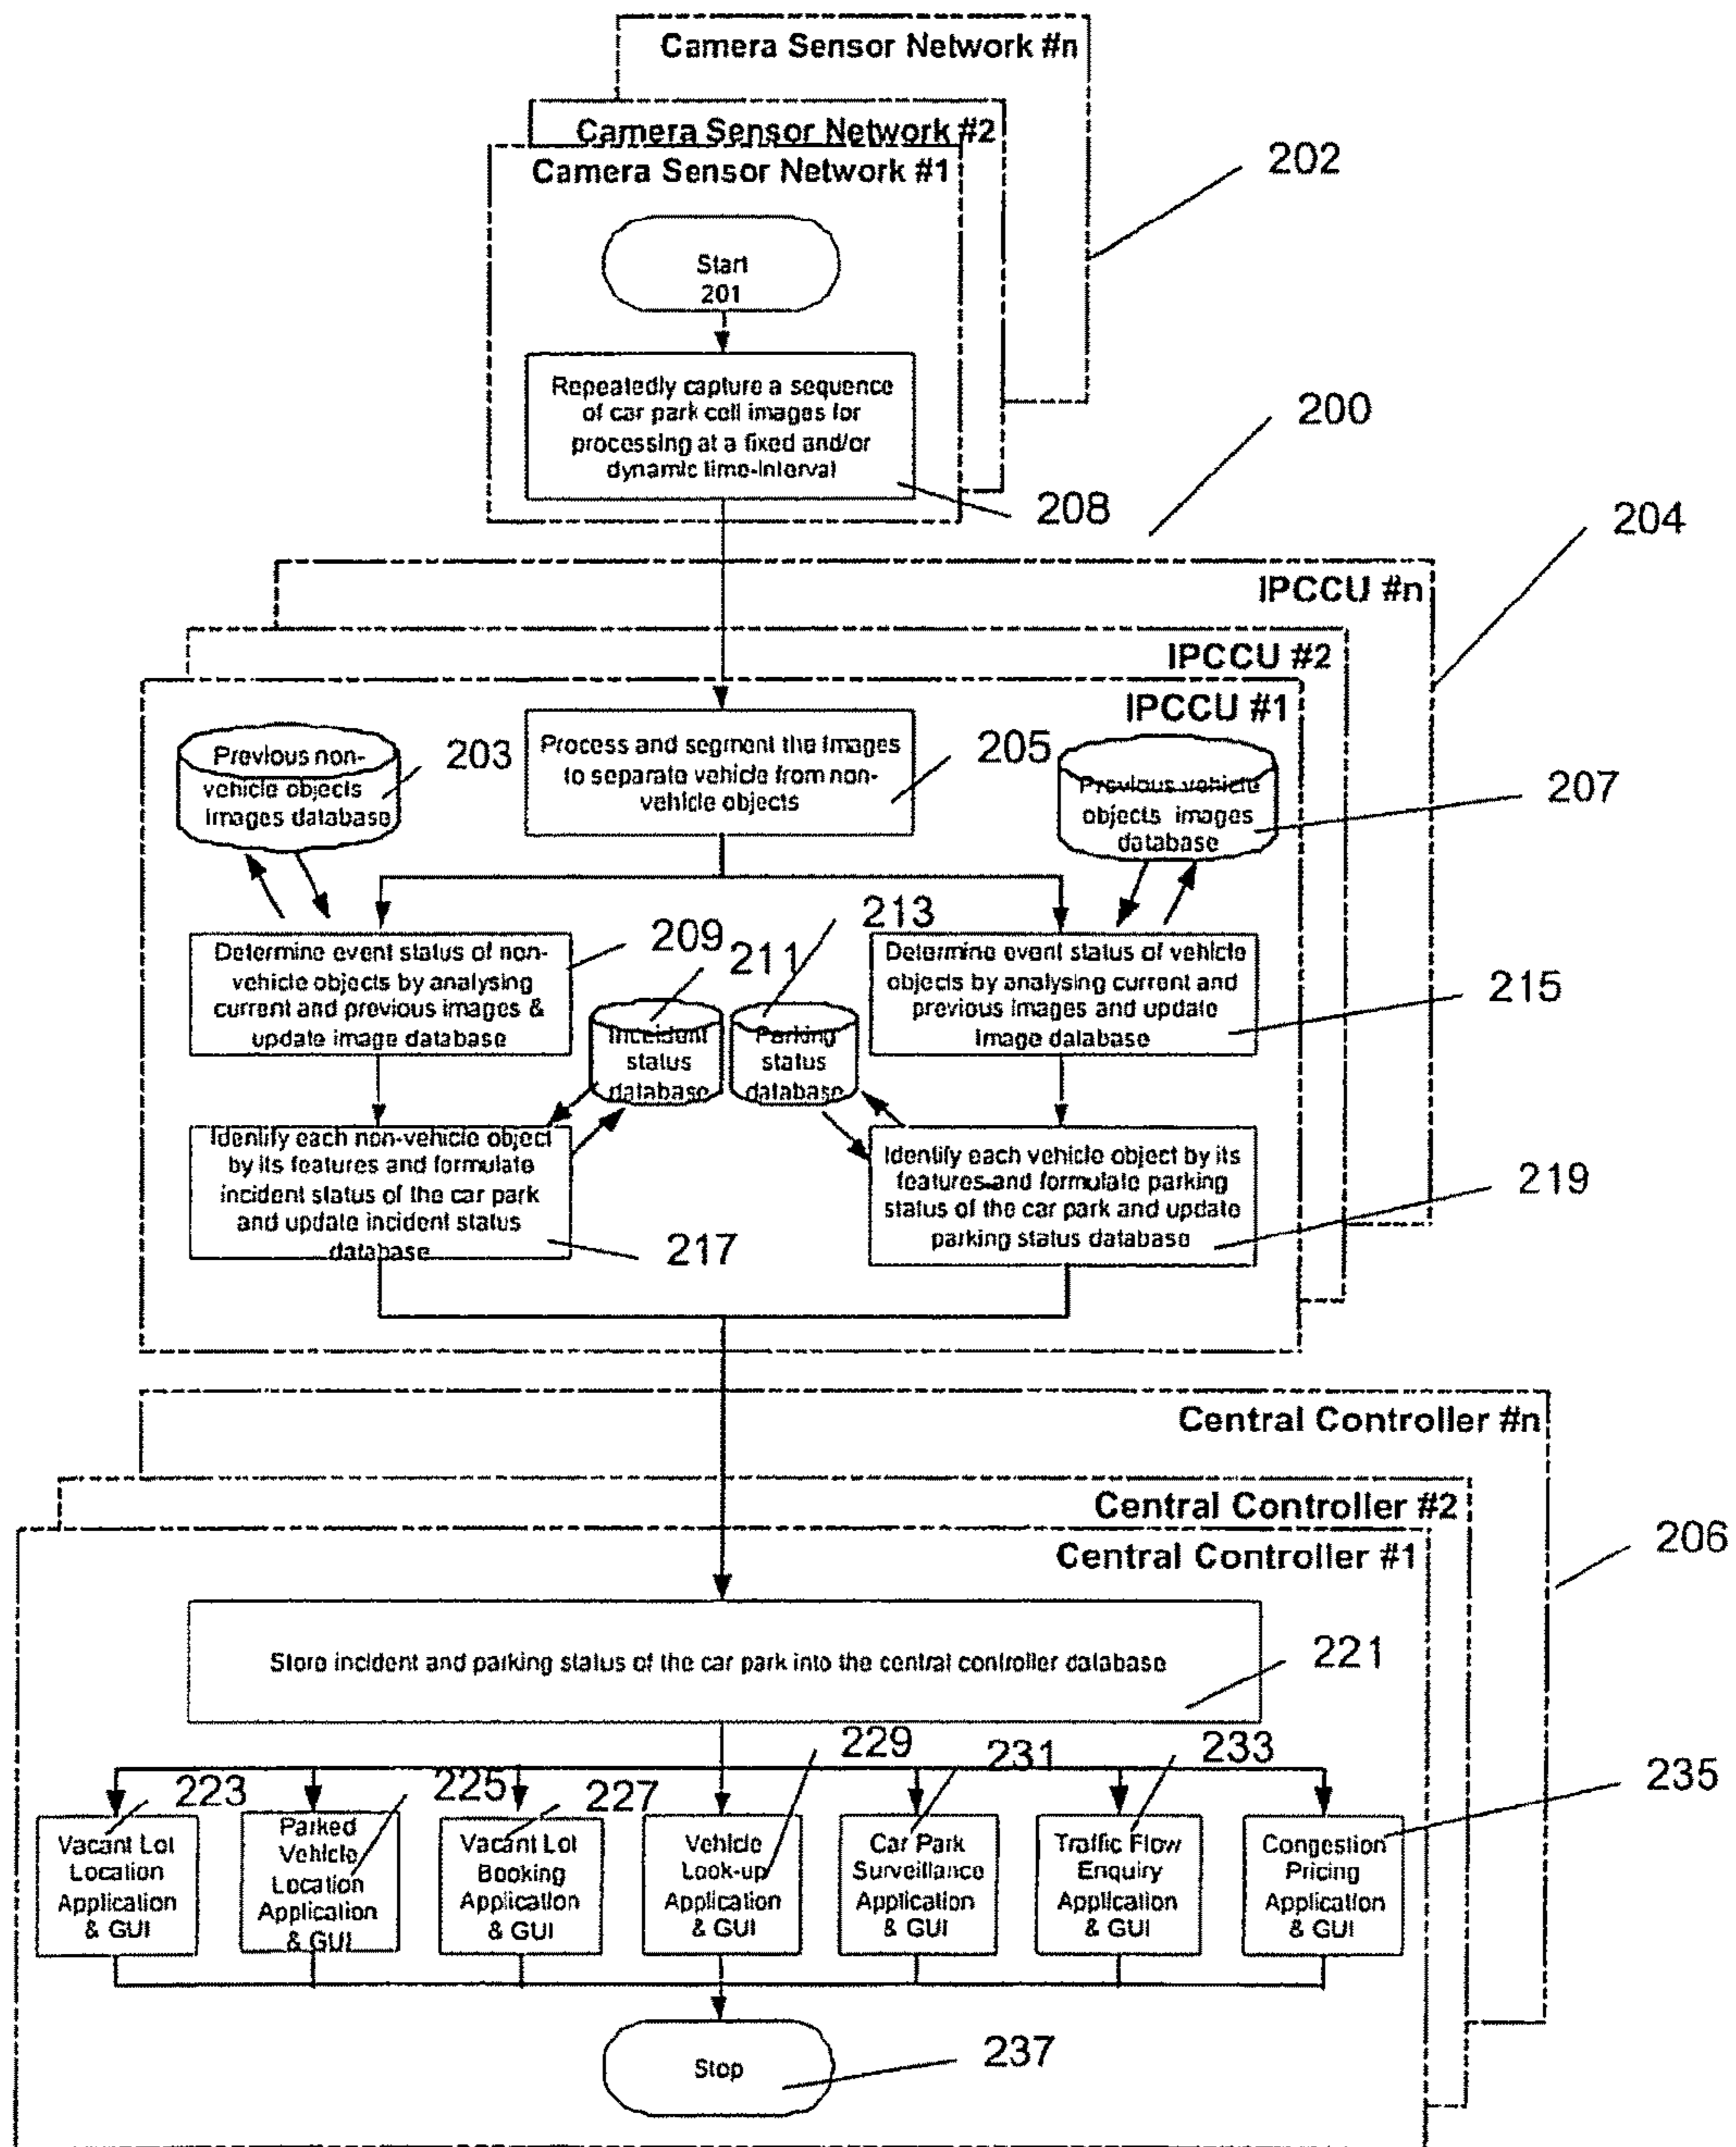 Camera Sensor Network #n
Camera Sensor Network #2
Camera Sensor Network #1
202
Start
201
Repeatedly capture a sequence
of car park cell images for
processing at a fixed and/or
dynamic time-interval
208
200
204
IPCCU #n
IPCCU #2
IPCCU #1
Previous non-
vehicle objects
images database
203
Process and segment the images
to separate vehicle from non-
vehicle objects
205
Previous vehicle
objects images
database
207
Determine event status of non-
vehicle objects by analysing
current and previous images &
update image database
209
211
Inceident
status
database
213
Parking
status
database
Determine event status of vehicle
objects by analysing current and
previous images and update
image database
215
Identify each non-vehicle object
by its features and formulate
incident status of the car park
and update incident status
database
217
Identify each vehicle object by its
features and formulate parking
status of the car park and update
parking status database
219
Central Controller #n
Central Controller #2
Central Controller #1
206
Store incident and parking status of the car park into the central controller database
221
223
225
227
229
231
233
235
Vacant Lot
Location
Application
& GUI
Parked
Vehicle
Location
Application
& GUI
Vacant Lot
Booking
Application
& GUI
Vehicle
Look-up
Application
& GUI
Car Park
Surveillance
Application
& GUI
Traffic Flow
Enquiry
Application
& GUI
Congestion
Pricing
Application
& GUI
Stop
237